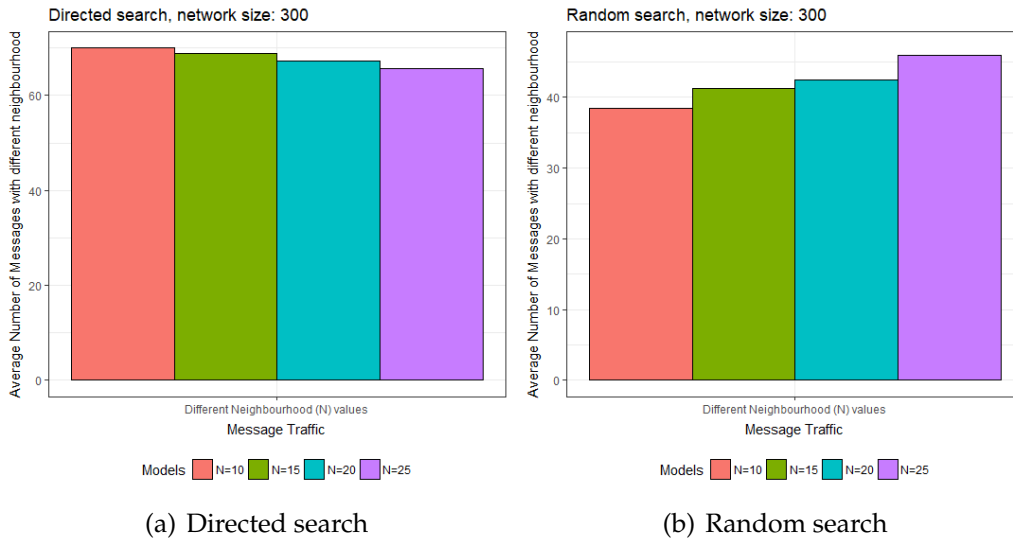 Directed search, network size: 300
Average Number of Messages with different neighbourhood
60
40
20
0
Different Neighbourhood (N) values
Message Traffic
Models N=10 N=15 N=20 N=25
(a) Directed search
Random search, network size: 300
Average Number of Messages with different neighbourhood
40
30
20
10
0
Different Neighbourhood (N) values
Message Traffic
Models N=10 N=15 N=20 N=25
(b) Random search